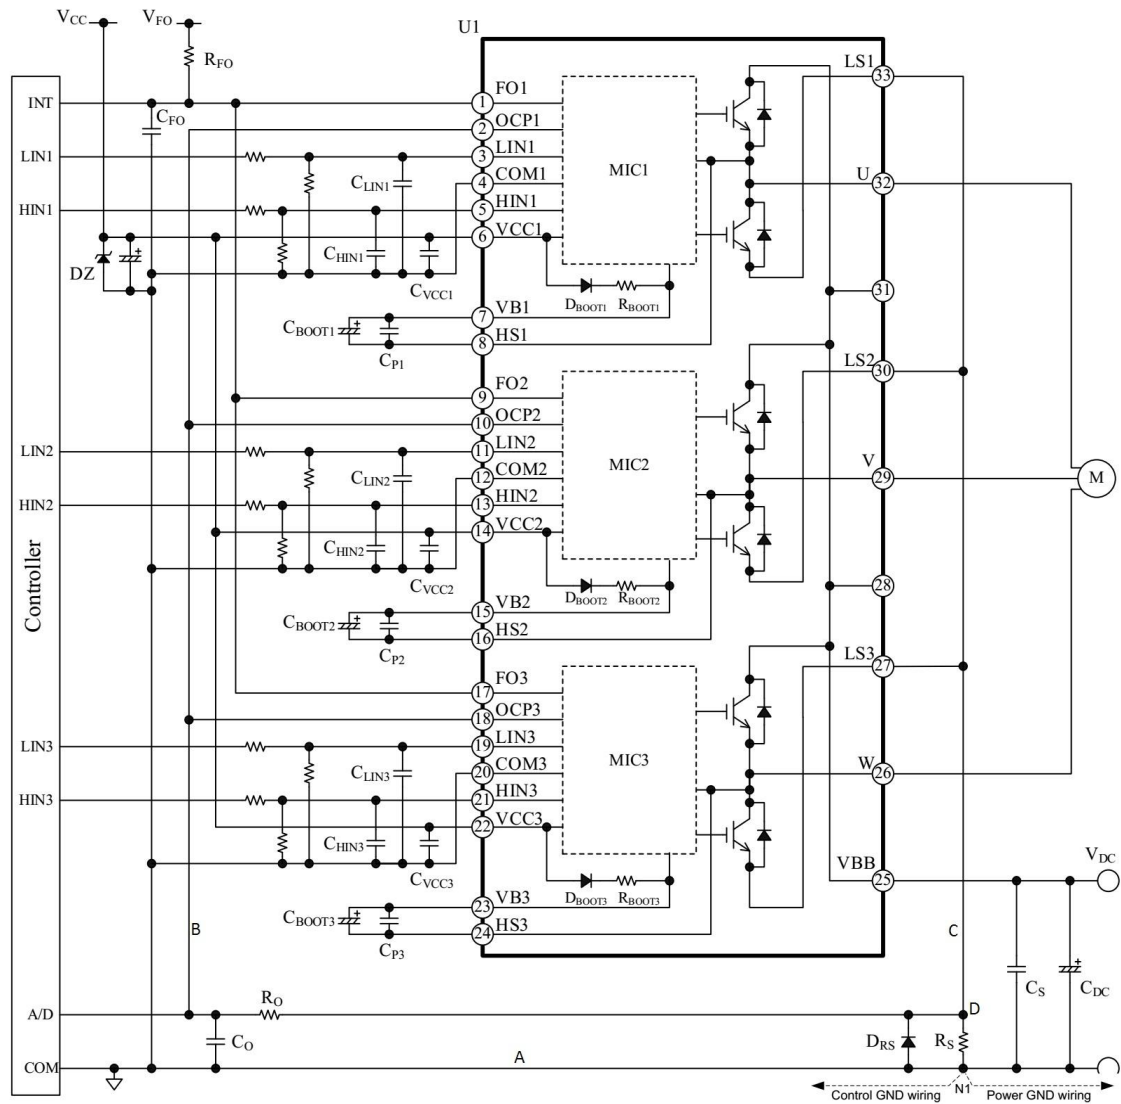 VCC
VFO
U1
RFO
INT
CFO
1
FO1
2
OCP1
LIN1
3
LIN1
CLIN1
4
COM1
HIN1
5
HIN1
6
VCC1
DZ
CHIN1
CVCC1
MIC1
DBOOT1
RBOOT1
7
VB1
CBOOT1
8
HS1
CP1
LS1
33
U
32
31
9
FO2
10
OCP2
LIN2
11
LIN2
CLIN2
12
COM2
HIN2
13
HIN2
14
VCC2
CHIN2
CVCC2
MIC2
DBOOT2
RBOOT2
15
VB2
CBOOT2
16
HS2
CP2
LS2
30
V
29
M
28
Controller
17
FO3
18
OCP3
LIN3
19
LIN3
CLIN3
20
COM3
HIN3
21
HIN3
22
VCC3
CHIN3
CVCC3
MIC3
DBOOT3
RBOOT3
23
VB3
CBOOT3
24
HS3
CP3
LS3
27
W
26
VBB
25
VDC
B
C
CS
CDC
A/D
RO
D
CO
DRS
RS
A
COM
Control GND wiring
N1
Power GND wiring